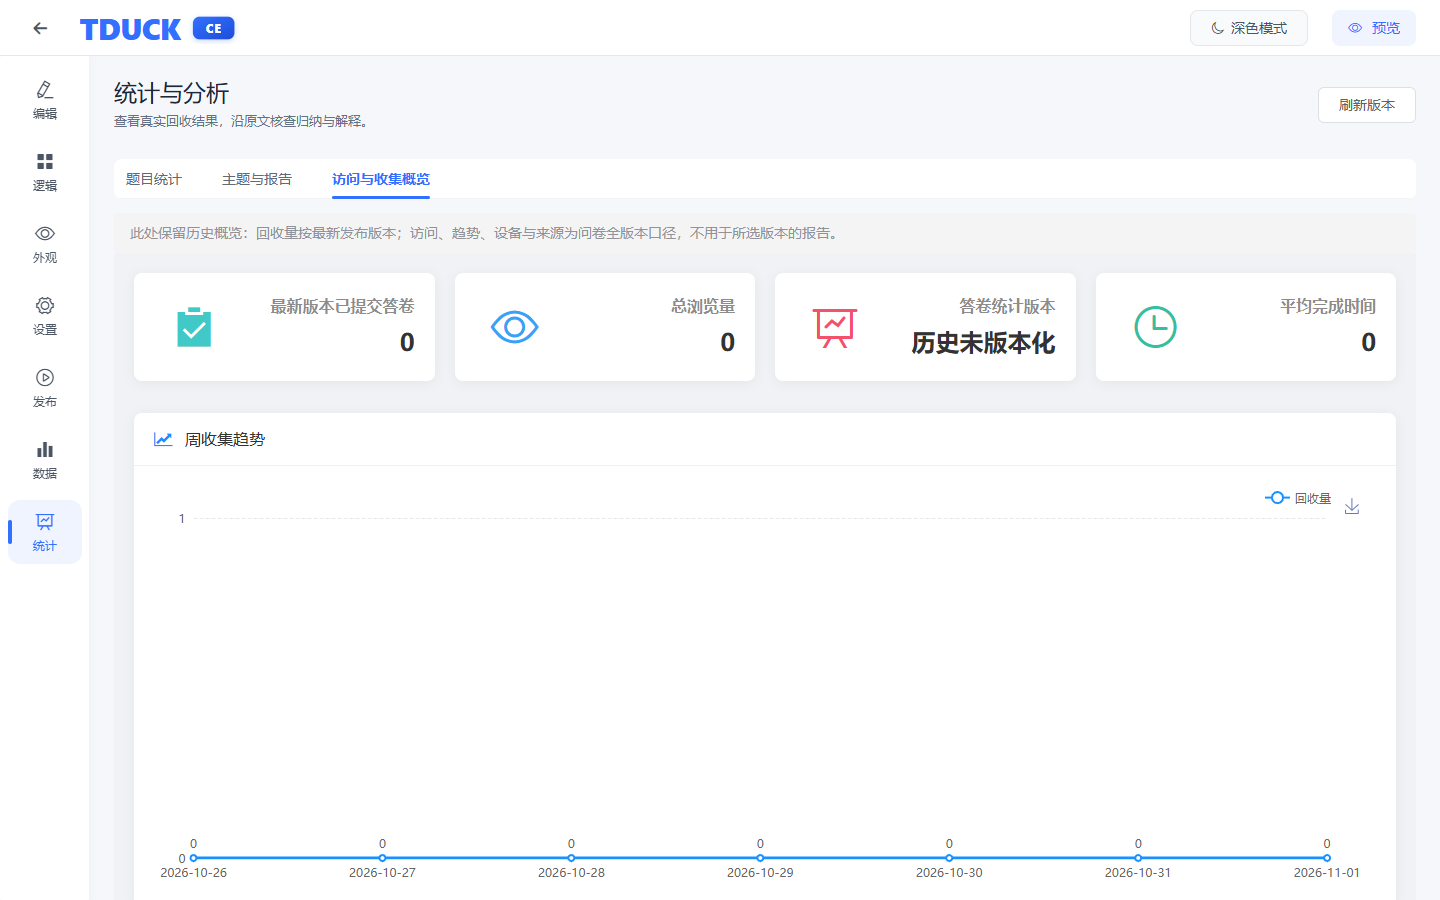 TDUCK CE
深色模式
预览
编辑
逻辑
外观
设置
发布
数据
统计
统计与分析
查看真实回收结果，沿原文核查归纳与解释。
刷新版本
题目统计
主题与报告
访问与收集概览
此处保留历史概览：回收量按最新发布版本；访问、趋势、设备与来源为问卷全版本口径，不用于所选版本的报告。
最新版本已提交答卷
0
总浏览量
0
答卷统计版本
历史未版本化
平均完成时间
0
周收集趋势
回收量
1
0 0 0 0 0 0 0
0
2026-10-26 2026-10-27 2026-10-28 2026-10-29 2026-10-30 2026-10-31 2026-11-01